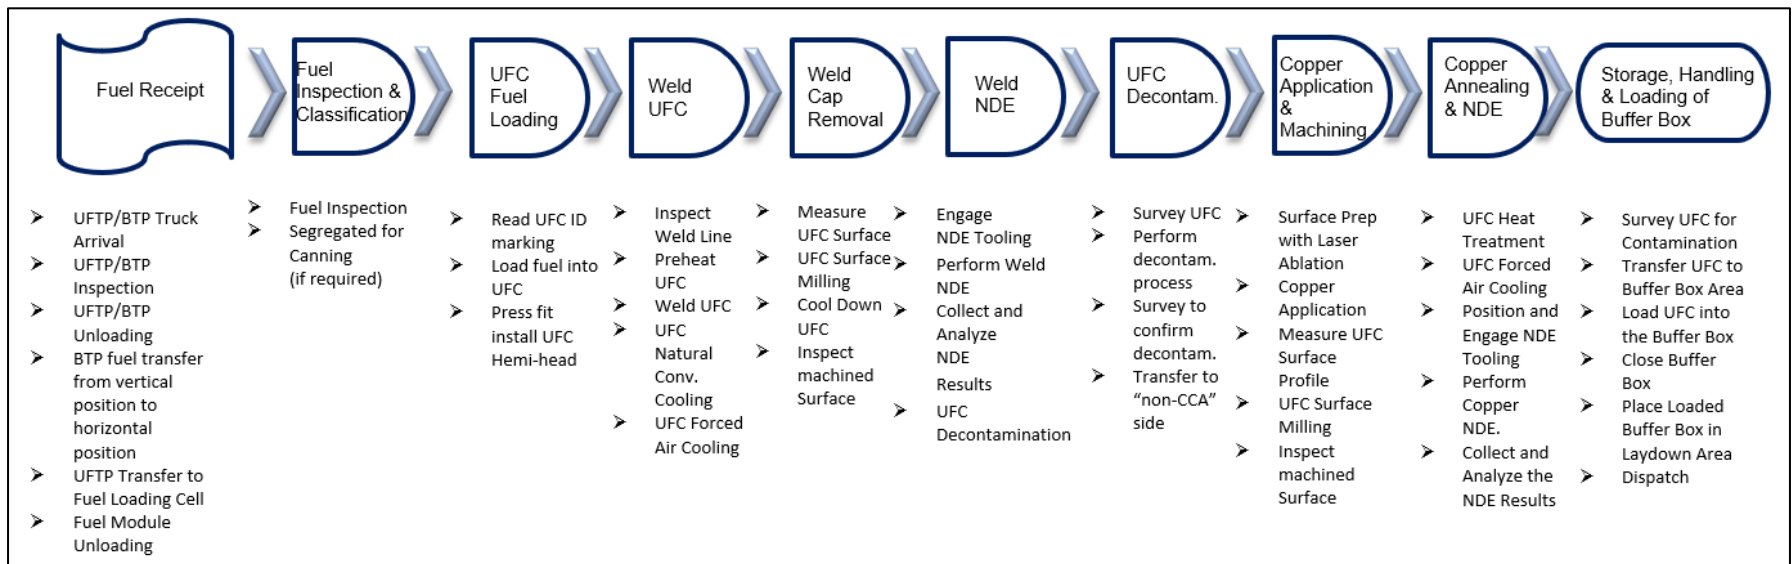 Fuel Receipt
Fuel
Inspection &
Classification
UFC
Fuel
Loading
Weld
UFC
Weld
Cap
Removal
Weld
NDE
UFC
Decontam.
Copper
Application
&
Machining
Copper
Annealing
& NDE
Storage, Handling
& Loading of
Buffer Box
UFTP/BTP Truck
Arrival
UFTP/BTP
Inspection
UFTP/BTP
Unloading
BTP fuel transfer
from vertical
position to
horizontal
position
UFTP Transfer to
Fuel Loading Cell
Fuel Module
Unloading
Fuel Inspection
Segregated for
Canning
(if required)
Read UFC ID
marking
Load fuel into
UFC
Press fit
install UFC
Hemi-head
Inspect
Weld Line
Preheat
UFC
Weld UFC
UFC
Natural
Conv.
Cooling
UFC Forced
Air Cooling
Measure
UFC Surface
UFC Surface
Milling
Cool Down
UFC
Inspect
machined
Surface
Engage
NDE Tooling
Perform Weld
NDE
Collect and
Analyze
NDE
Results
UFC
Decontamination
Survey UFC
Perform
decontam.
process
Survey to
confirm
decontam.
Transfer to
“non-CCA”
side
Surface Prep
with Laser
Ablation
Copper
Application
Measure UFC
Surface
Profile
UFC Surface
Milling
Inspect
machined
Surface
UFC Heat
Treatment
UFC Forced
Air Cooling
Position and
Engage NDE
Tooling
Perform
Copper
NDE.
Collect and
Analyze the
NDE Results
Survey UFC for
Contamination
Transfer UFC to
Buffer Box Area
Load UFC into
the Buffer Box
Close Buffer
Box
Place Loaded
Buffer Box in
Laydown Area
Dispatch